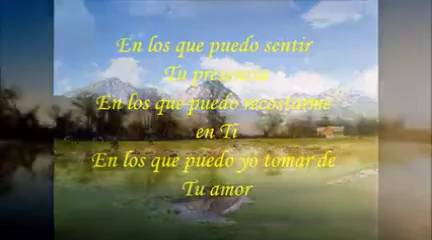 En los que puedo sentir
Tu presencia
En los que puedo recostarme
en Ti
En los que puedo yo tomar de
Tu amor